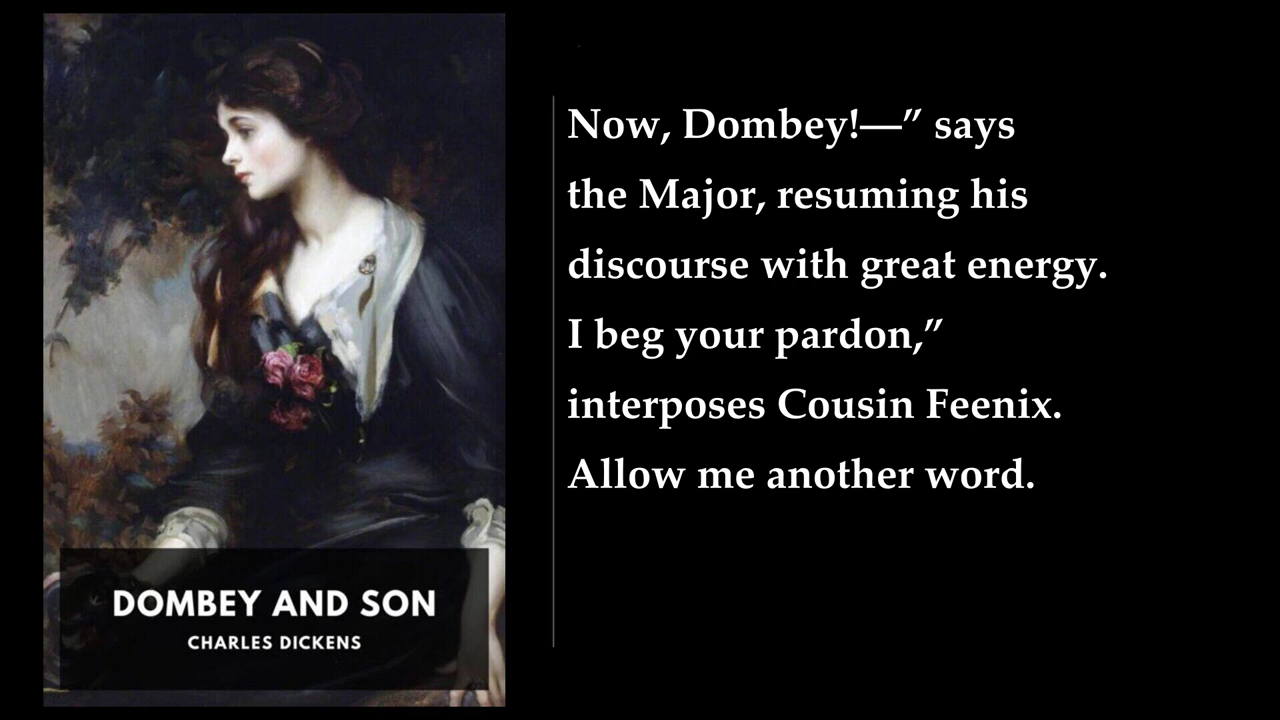 DOMBEY AND SON
CHARLES DICKENS
Now, Dombey!—” says
the Major, resuming his
discourse with great energy.
I beg your pardon,”
interposes Cousin Feenix.
Allow me another word.